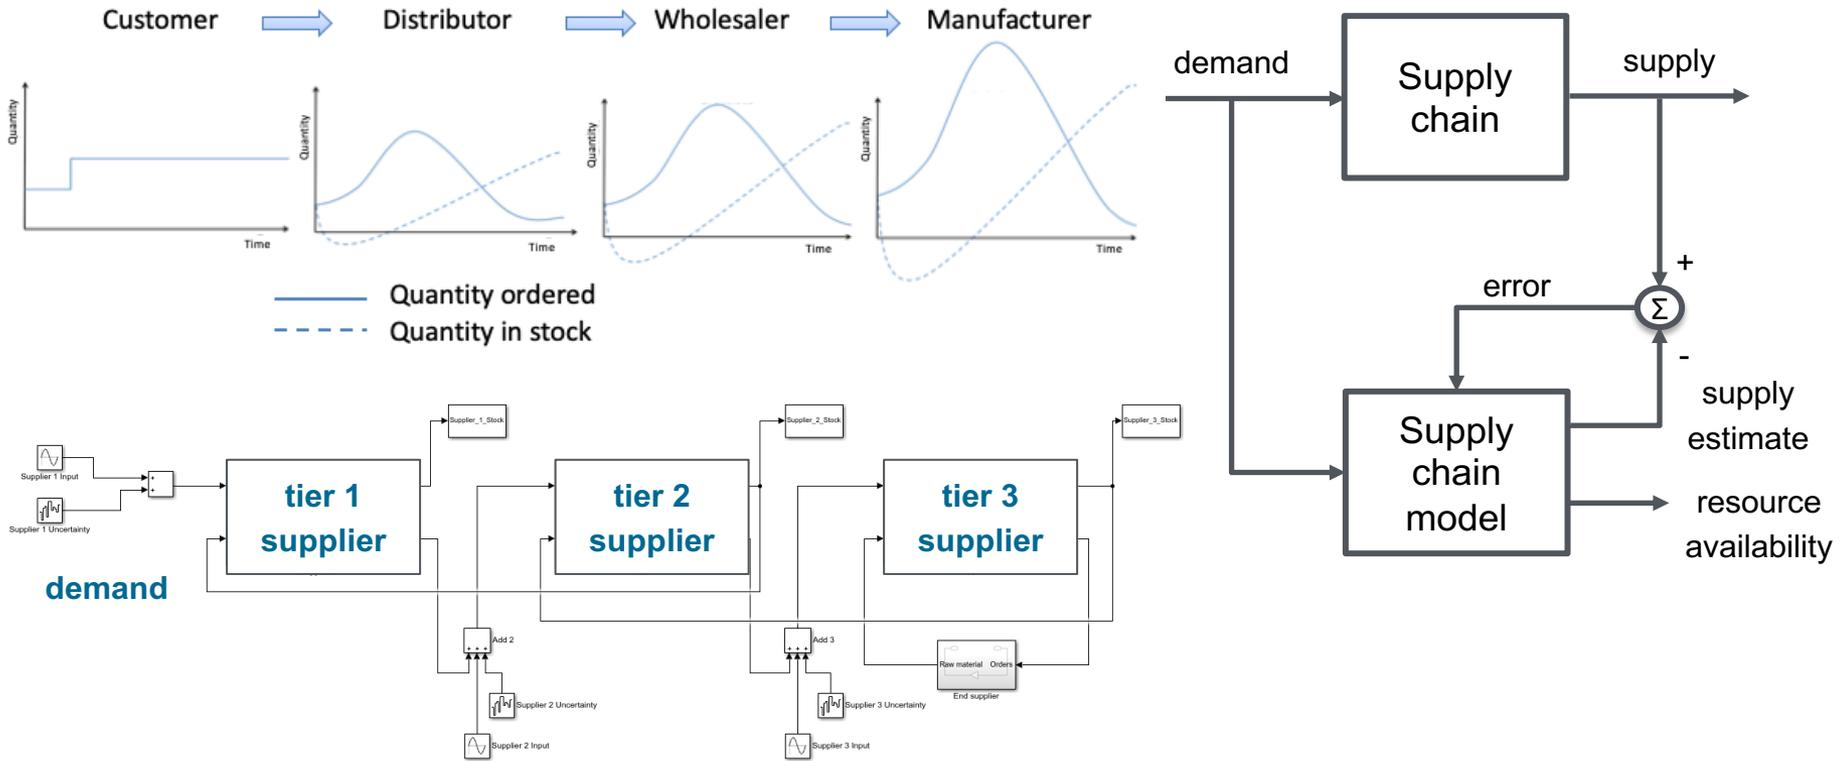 Customer
Distributor
Wholesaler
Manufacturer
Quantity
Time
Quantity
Time
Quantity
Time
Quantity
Time
Quantity ordered
Quantity in stock
demand
Supply
chain
supply
+
error
Σ
-
supply
estimate
Supply
chain
model
resource
availability
Supplier_1_Stock
Supplier_2_Stock
Supplier_3_Stock
Supplier 1 Input
Supplier 1 Uncertainty
+
+
tier 1
supplier
tier 2
supplier
tier 3
supplier
demand
Add 2
+ + +
Supplier 2 Uncertainty
Supplier 2 Input
Add 3
+ + +
Supplier 3 Uncertainty
Supplier 3 Input
Raw material
Orders
End supplier